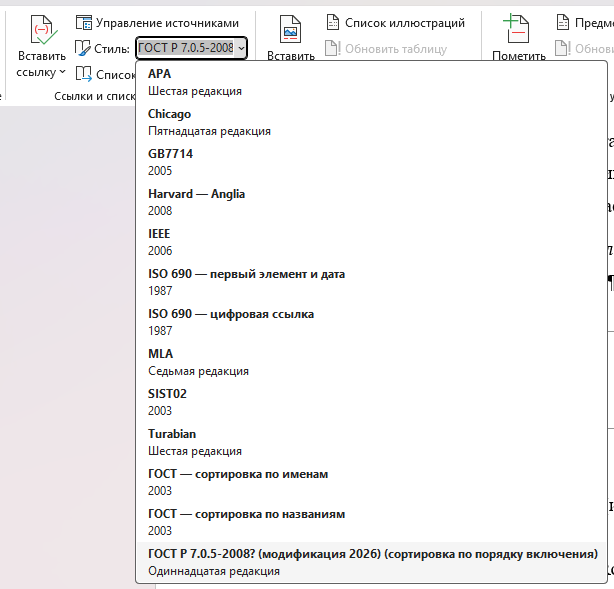 Управление источниками
Список иллюстраций
Стиль:
ГОСТ Р 7.0.5-2008
Обновить таблицу
Вставить
ссылку
Список
Вставить
Пометить
Ссылки и списк
APA
Шестая редакция
Chicago
Пятнадцатая редакция
GB7714
2005
Harvard — Anglia
2008
IEEE
2006
ISO 690 — первый элемент и дата
1987
ISO 690 — цифровая ссылка
1987
MLA
Седьмая редакция
SIST02
2003
Turabian
Шестая редакция
ГОСТ — сортировка по именам
2003
ГОСТ — сортировка по названиям
2003
ГОСТ Р 7.0.5-2008? (модификация 2026) (сортировка по порядку включения)
Одиннадцатая редакция